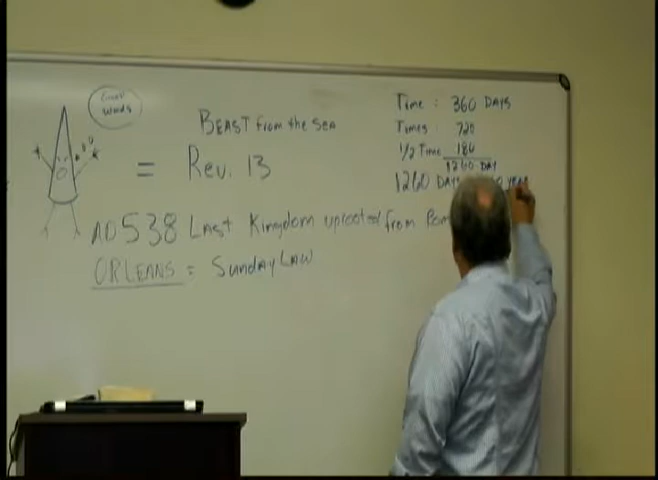 Great
Words
Beast from the sea
= Rev. 13
AD 538 Last Kingdom uprooted from Rom
ORLEANS = Sunday Law
Time : 360 DAYS
Times : 720
1/2 Time 180
1260 DAY
1260 DAYS